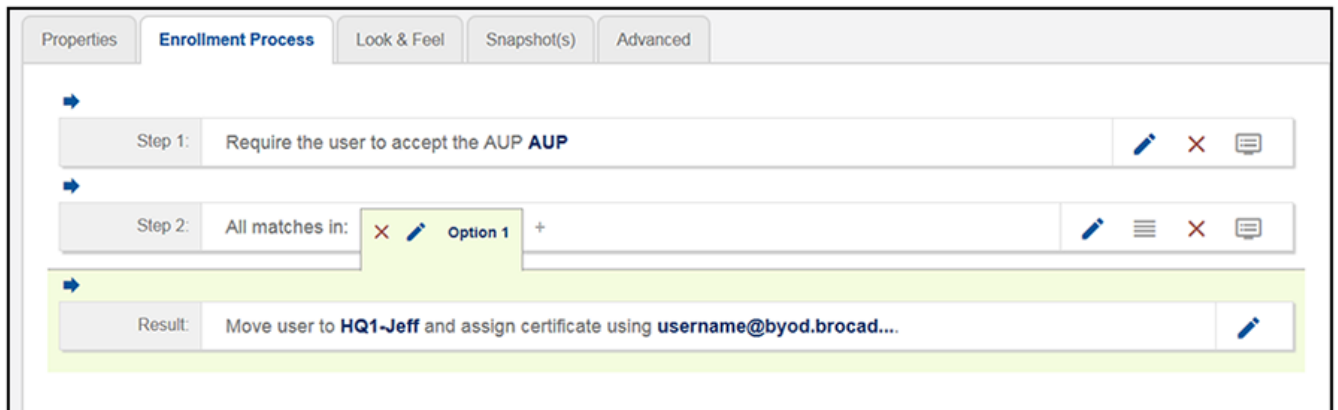 Properties Enrollment Process Look & Feel Snapshot(s) Advanced
Step 1: Require the user to accept the AUP AUP
Step 2: All matches in: Option 1 +
Result: Move user to HQ1-Jeff and assign certificate using username@byod.brocad....